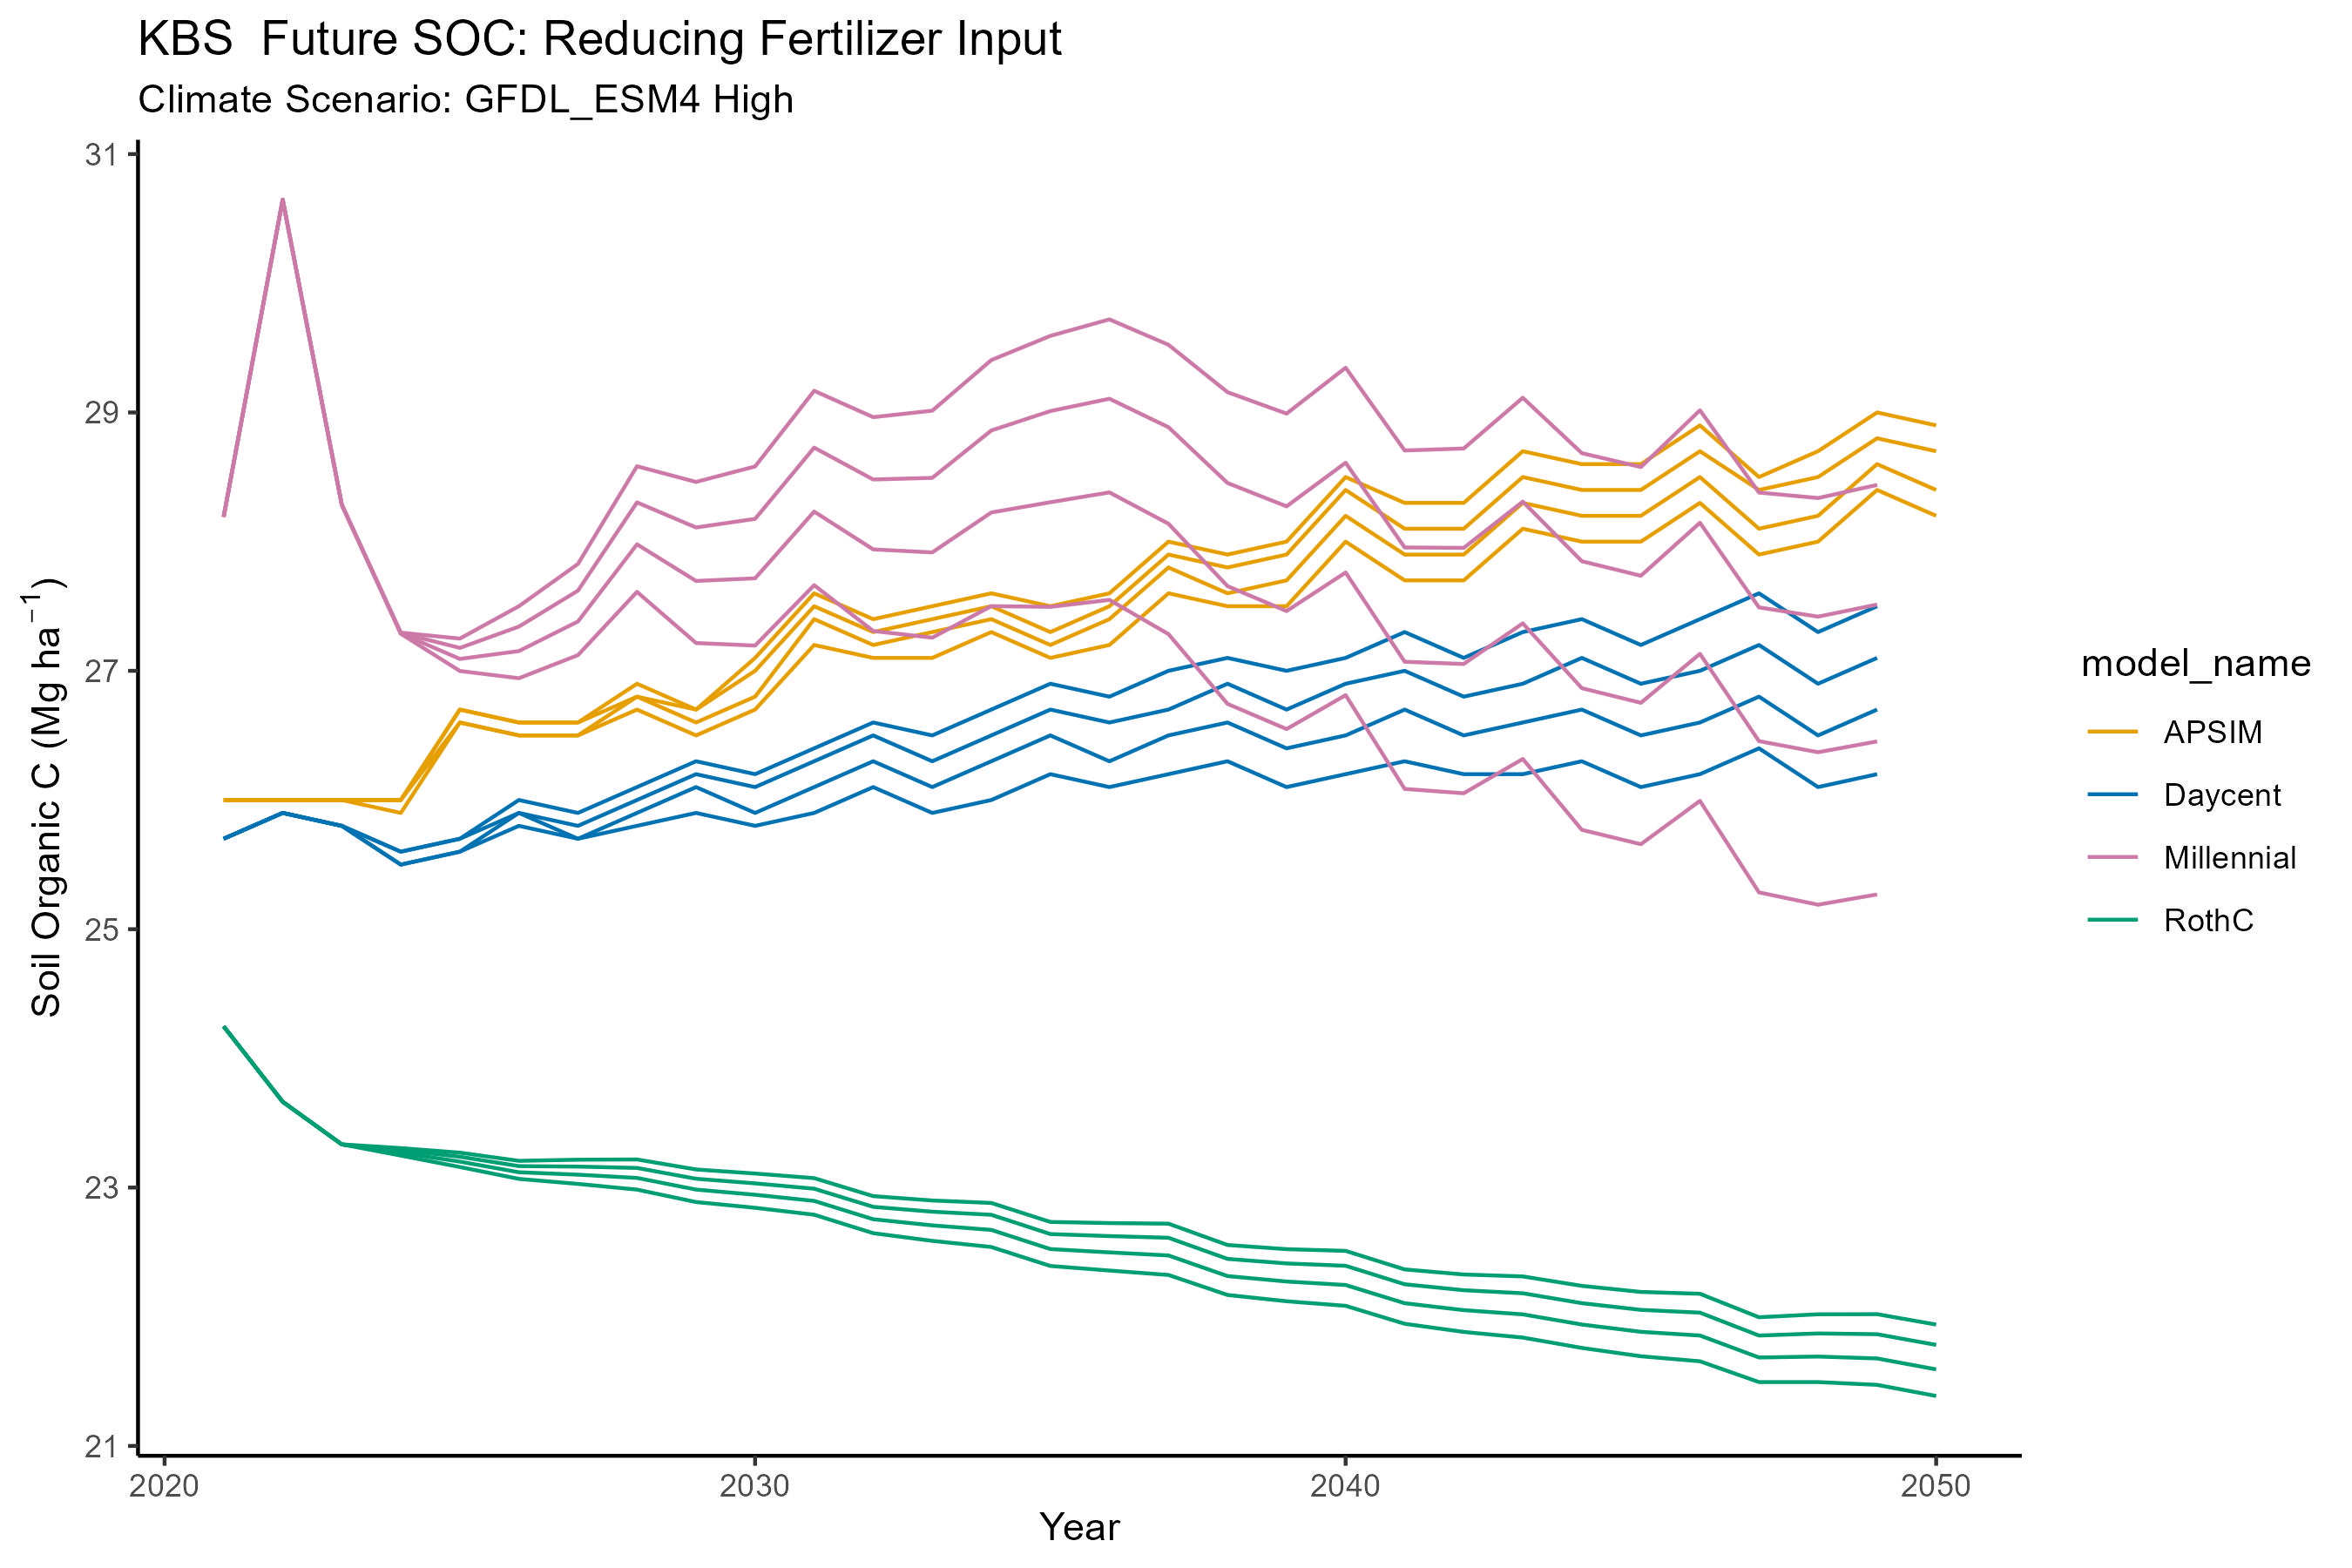 KBS  Future SOC: Reducing Fertilizer Input
Climate Scenario: GFDL_ESM4 High
31
29
27
25
23
21
Soil Organic C (Mg ha⁻¹)
2020
2030
2040
2050
Year
model_name
APSIM
Daycent
Millennial
RothC